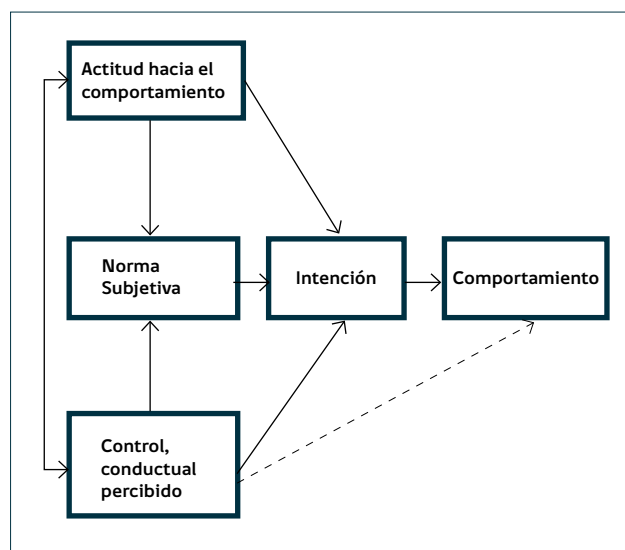 Actitud hacia el
comportamiento
Norma
Subjetiva
Intención
Comportamiento
Control,
conductual
percibido